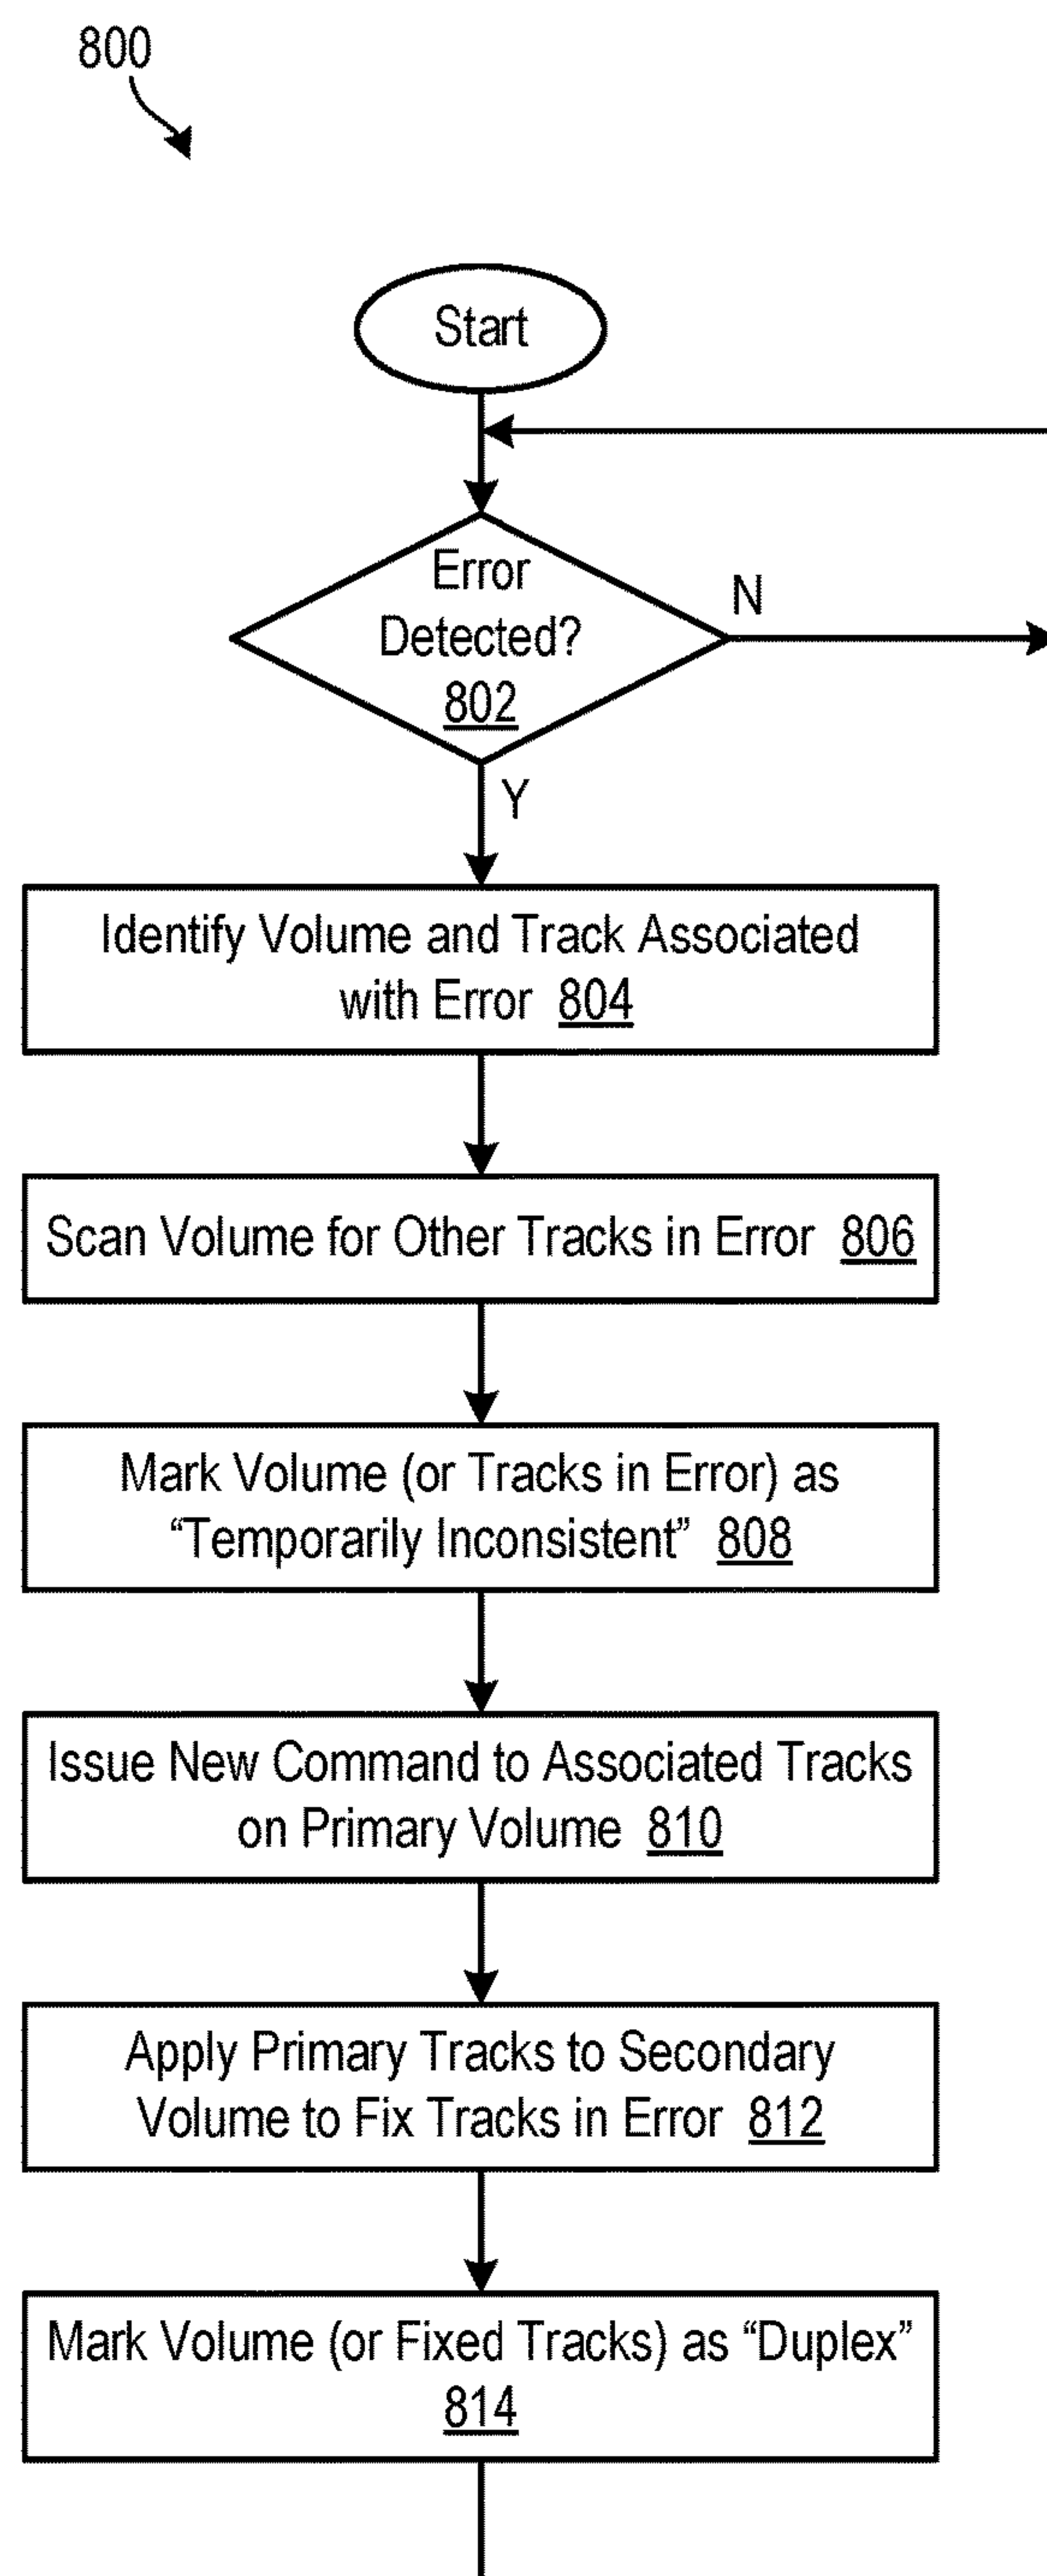 800
Start
Error
Detected?
802
N
Y
Identify Volume and Track Associated
with Error 804
Scan Volume for Other Tracks in Error 806
Mark Volume (or Tracks in Error) as
“Temporarily Inconsistent” 808
Issue New Command to Associated Tracks
on Primary Volume 810
Apply Primary Tracks to Secondary
Volume to Fix Tracks in Error 812
Mark Volume (or Fixed Tracks) as “Duplex”
814